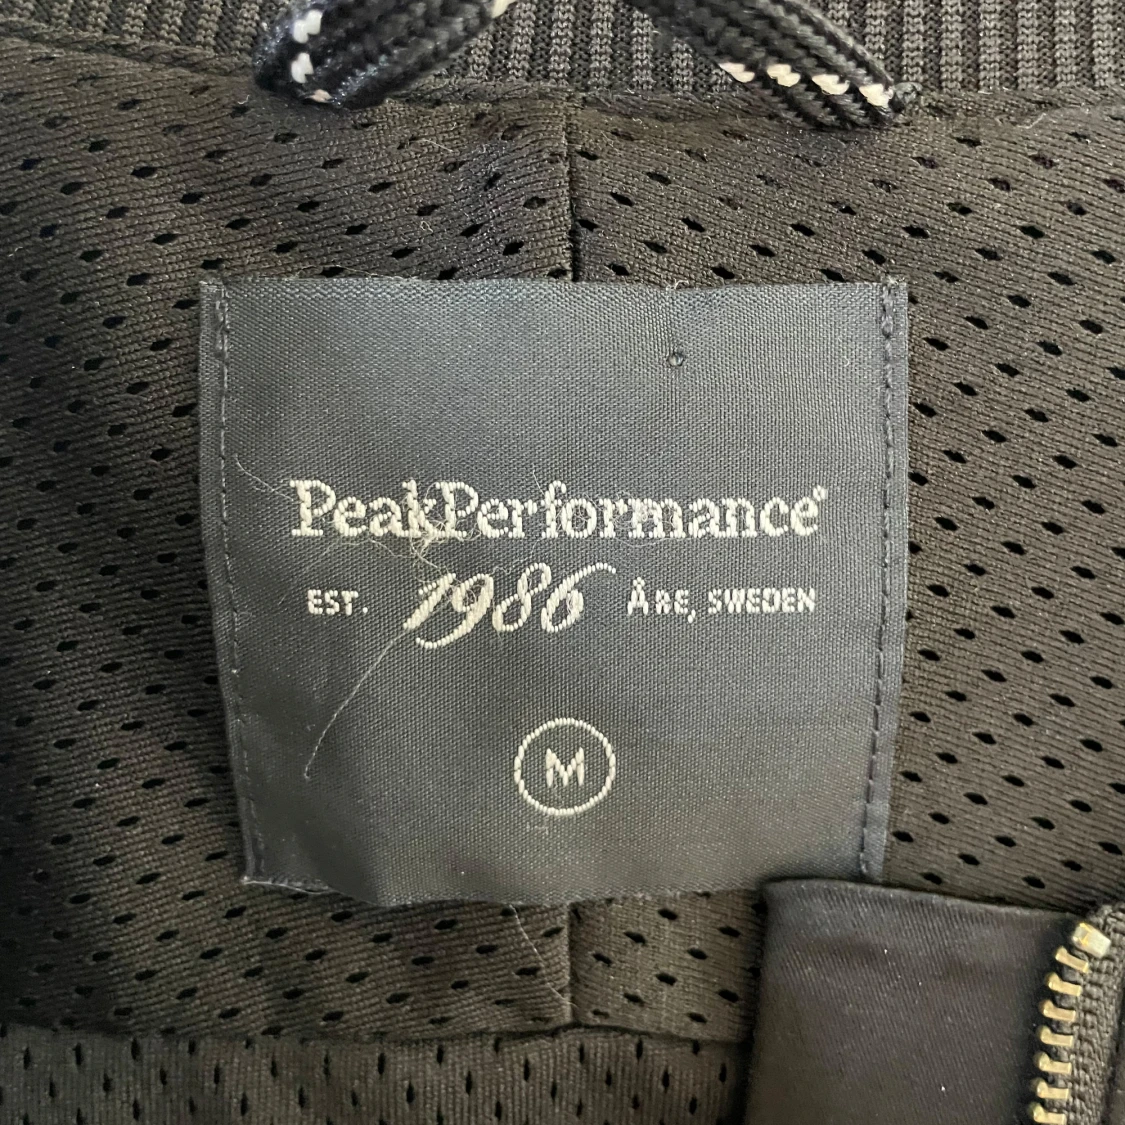 PeakPerformance®
EST. 1986 ÅRE, SWEDEN
M